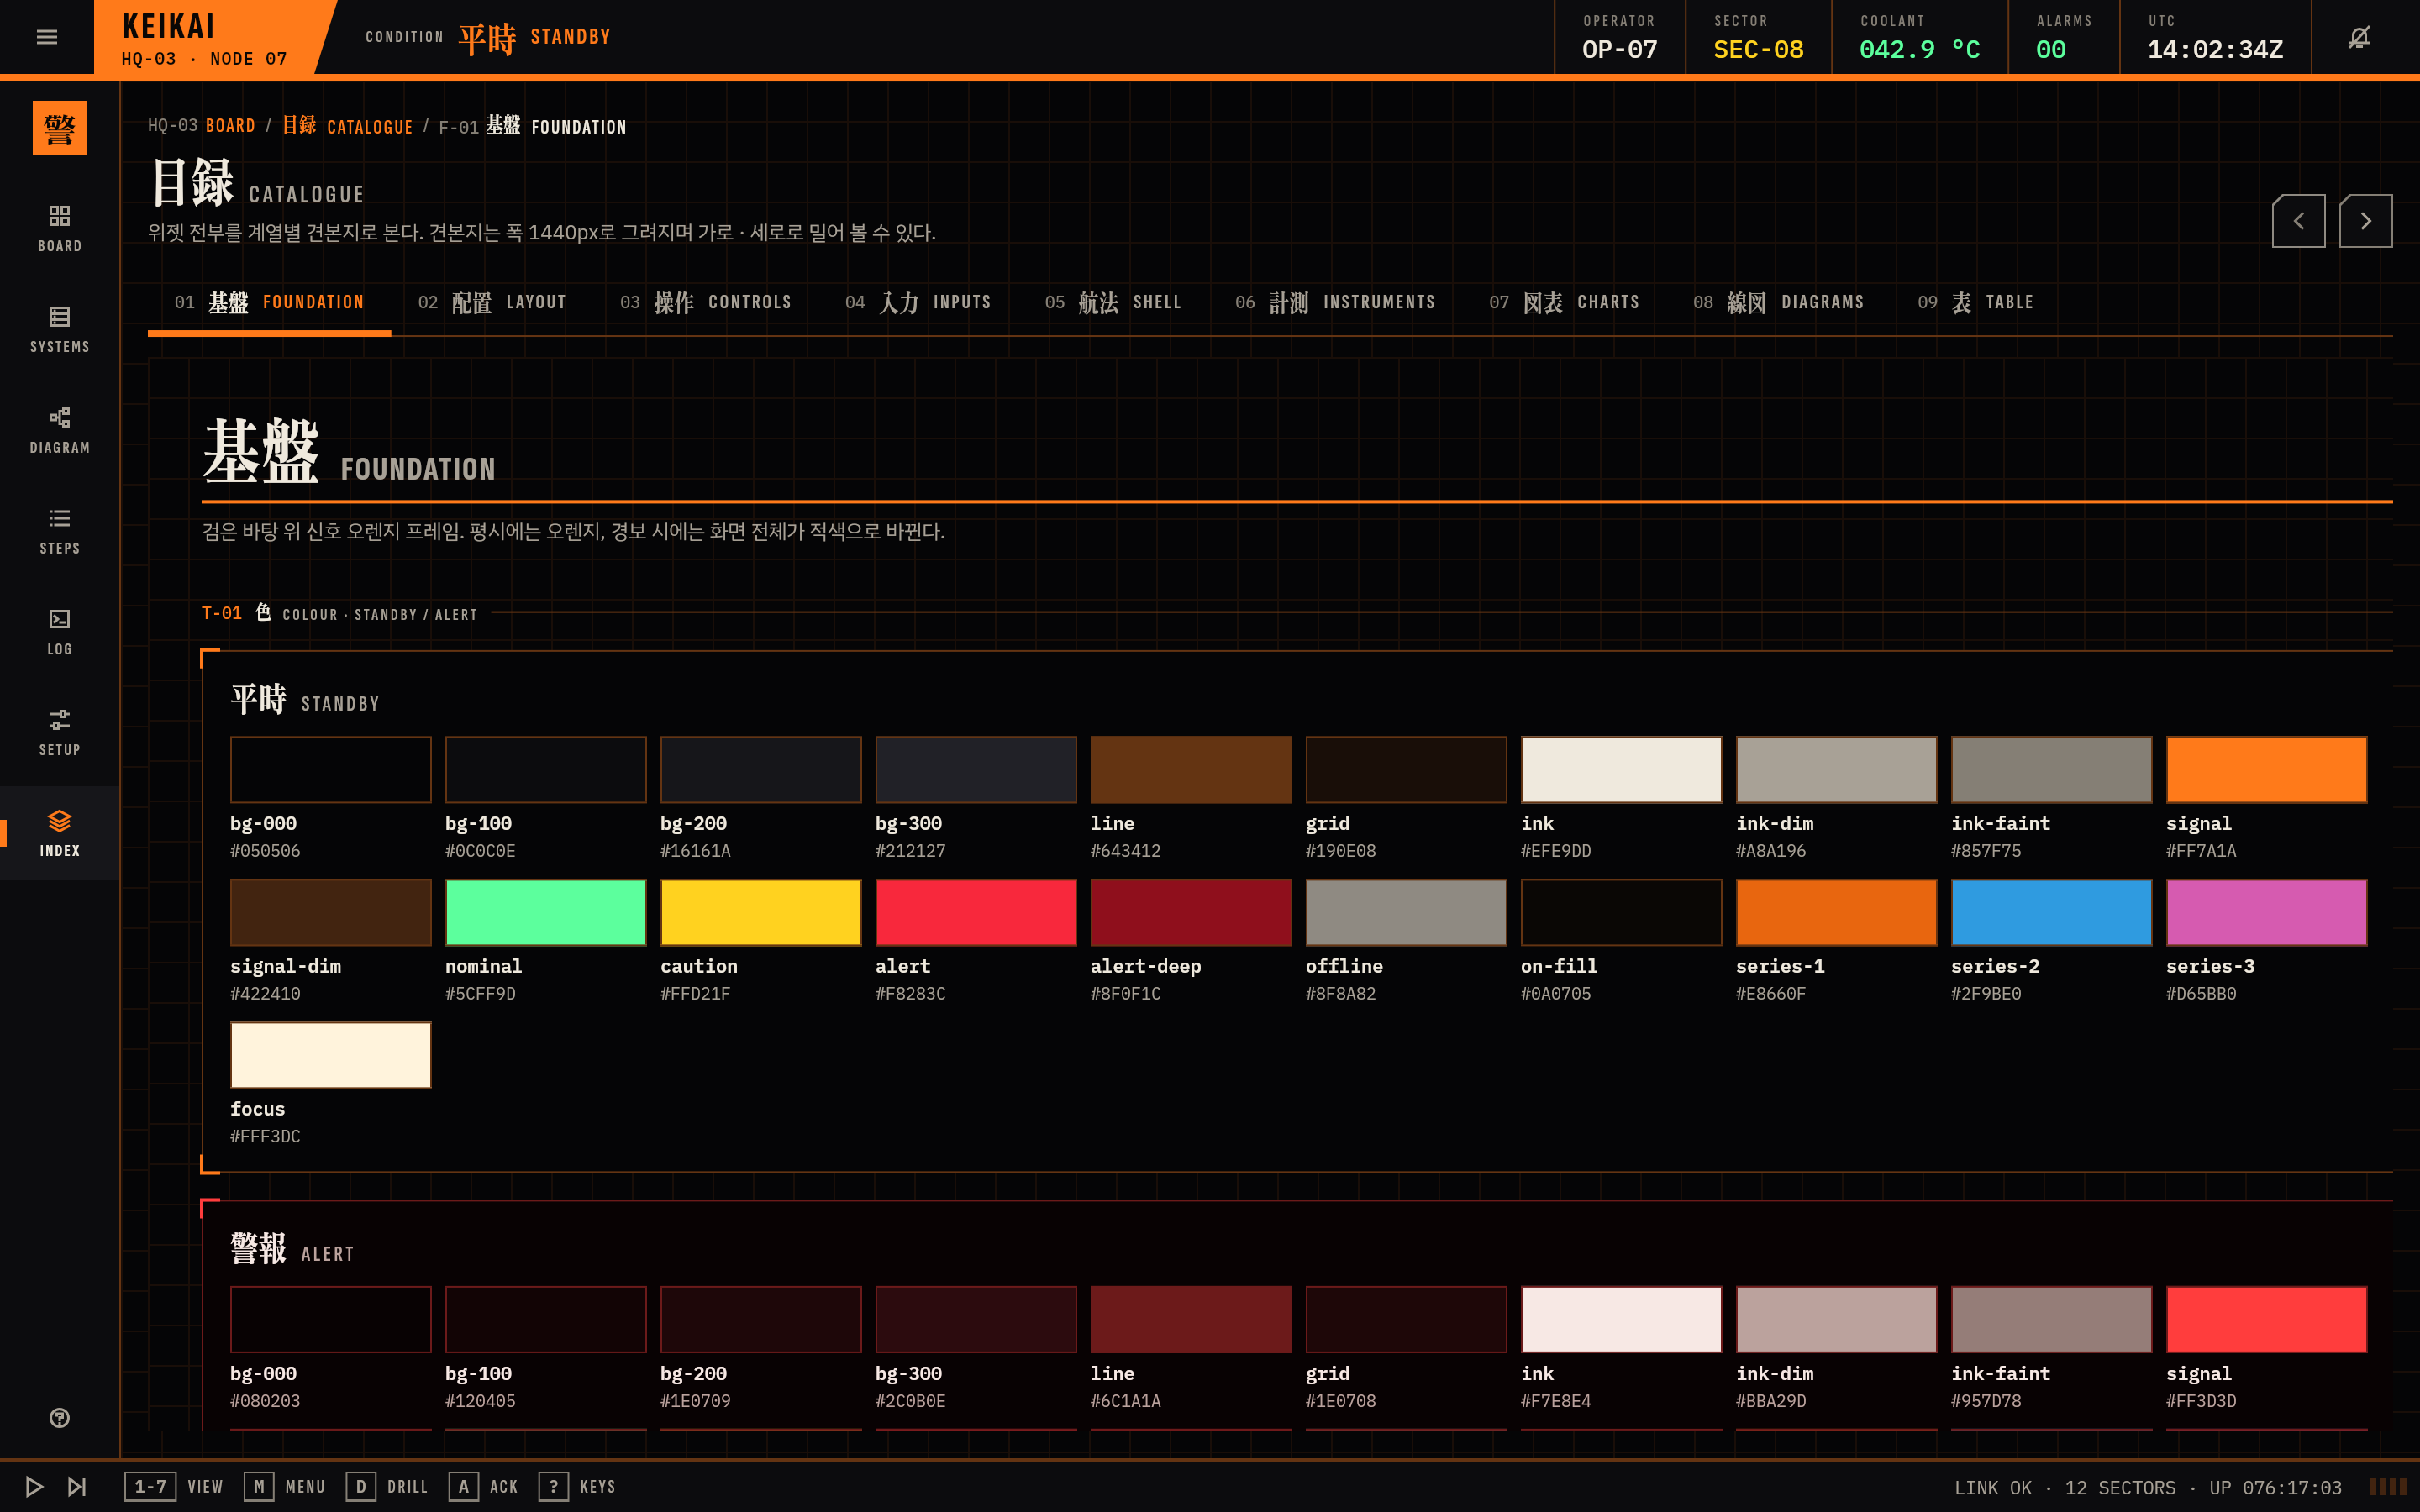 KEIKAI
HQ-03 · NODE 07
CONDITION 平時 STANDBY
OPERATOR
OP-07
SECTOR
SEC-08
COOLANT
042.9 °C
ALARMS
00
UTC
14:02:34Z
警
BOARD
SYSTEMS
DIAGRAM
STEPS
LOG
SETUP
INDEX
HQ-03 BOARD / 目録 CATALOGUE / F-01 基盤 FOUNDATION
目録 CATALOGUE
위젯 전부를 계열별 견본지로 본다. 견본지는 폭 1440px로 그려지며 가로 · 세로로 밀어 볼 수 있다.
01 基盤 FOUNDATION
02 配置 LAYOUT
03 操作 CONTROLS
04 入力 INPUTS
05 航法 SHELL
06 計測 INSTRUMENTS
07 図表 CHARTS
08 線図 DIAGRAMS
09 表 TABLE
基盤 FOUNDATION
검은 바탕 위 신호 오렌지 프레임. 평시에는 오렌지, 경보 시에는 화면 전체가 적색으로 바뀐다.
T-01 色 COLOUR · STANDBY / ALERT
平時 STANDBY
bg-000 bg-100 bg-200 bg-300 line grid ink ink-dim ink-faint signal
#050506 #0C0C0E #16161A #212127 #643412 #190E08 #EFE9DD #A8A196 #857F75 #FF7A1A
signal-dim nominal caution alert alert-deep offline on-fill series-1 series-2 series-3
#422410 #5CFF9D #FFD21F #F8283C #8F0F1C #8F8A82 #0A0705 #E8660F #2F9BE0 #D65BB0
focus
#FFF3DC
警報 ALERT
bg-000 bg-100 bg-200 bg-300 line grid ink ink-dim ink-faint signal
#080203 #120405 #1E0709 #2C0B0E #6C1A1A #1E0708 #F7E8E4 #BBA29D #957D78 #FF3D3D
1-7 VIEW M MENU D DRILL A ACK ? KEYS
LINK OK · 12 SECTORS · UP 076:17:03